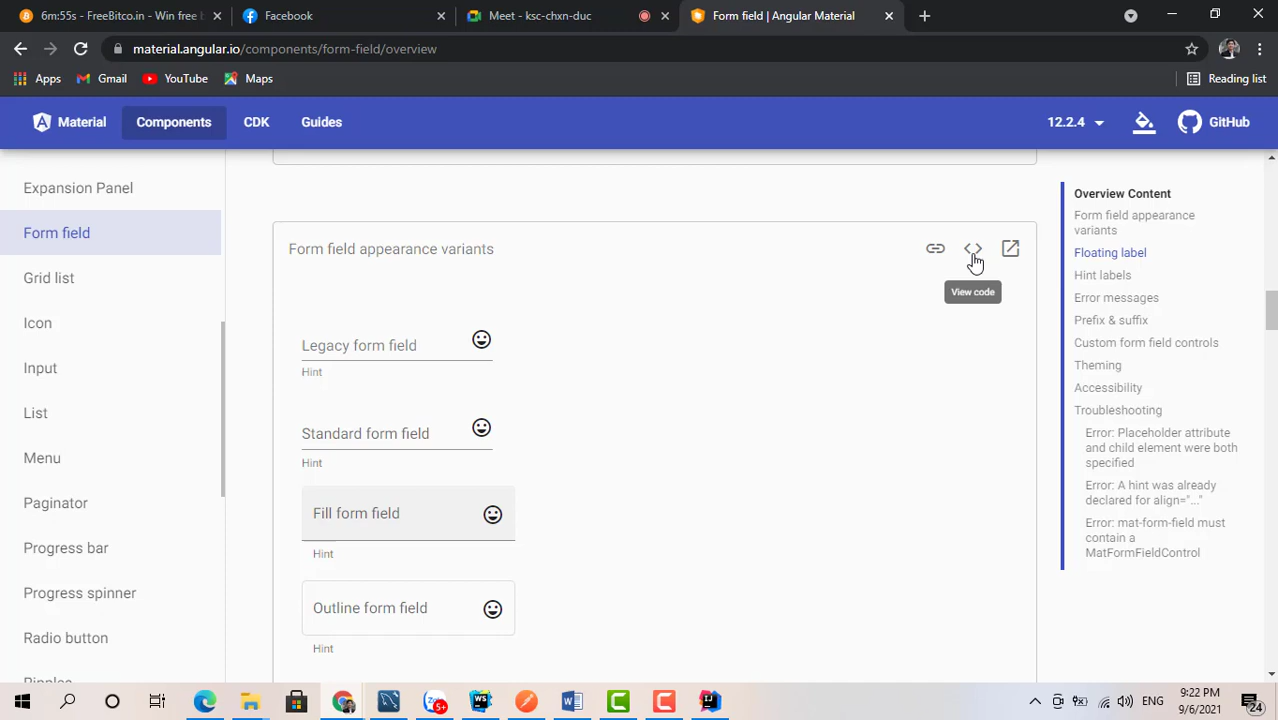 6m:55s - FreeBitco.in - Win free b
Facebook
Meet - ksc-chxn-duc
Form field | Angular Material
material.angular.io/components/form-field/overview
Apps
Gmail
YouTube
Maps
Reading list
Material
Components
CDK
Guides
12.2.4
GitHub
Expansion Panel
Form field
Grid list
Icon
Input
List
Menu
Paginator
Progress bar
Progress spinner
Radio button
Ripples
Form field appearance variants
View code
Legacy form field
Hint
Standard form field
Hint
Fill form field
Hint
Outline form field
Hint
Overview Content
Form field appearance
variants
Floating label
Hint labels
Error messages
Prefix & suffix
Custom form field controls
Theming
Accessibility
Troubleshooting
Error: Placeholder attribute
and child element were both
specified
Error: A hint was already
declared for align="..."
Error: mat-form-field must
contain a
MatFormFieldControl
5+
WS
W
ENG
9:22 PM
9/6/2021
24